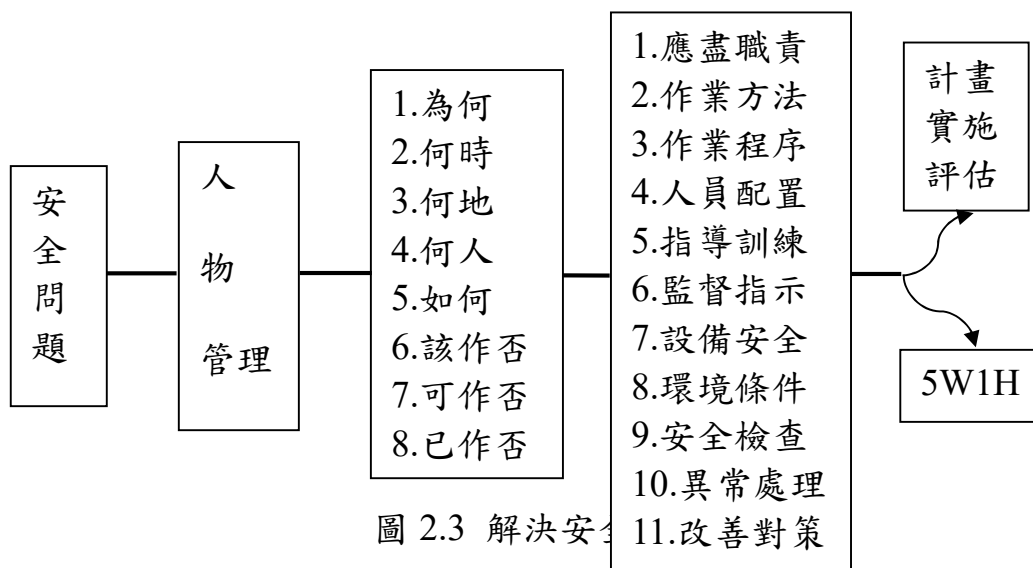 安
全
問
題
人
物
管理
1.為何
2.何時
3.何地
4.何人
5.如何
6.該作否
7.可作否
8.已作否
1.應盡職責
2.作業方法
3.作業程序
4.人員配置
5.指導訓練
6.監督指示
7.設備安全
8.環境條件
9.安全檢查
10.異常處理
11.改善對策
計畫
實施
評估
5W1H
圖 2.3 解決安